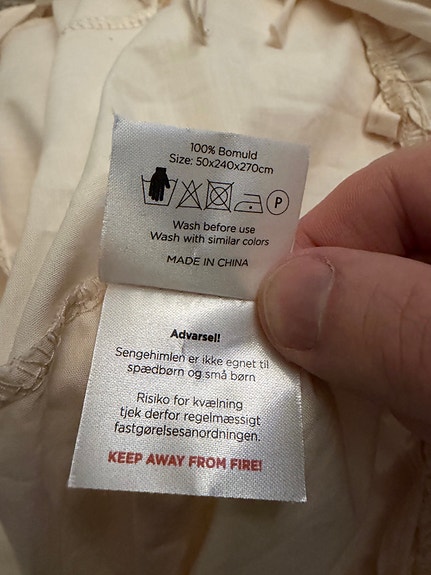 100% Bomuld
Size: 50x240x270cm
P
Wash before use
Wash with similar colors
MADE IN CHINA
Advarsel!
Sengehimlen er ikke egnet til
spædbørn og små børn
Risiko for kvælning
tjek derfor regelmæssigt
fastgørelsesanordningen.
KEEP AWAY FROM FIRE!